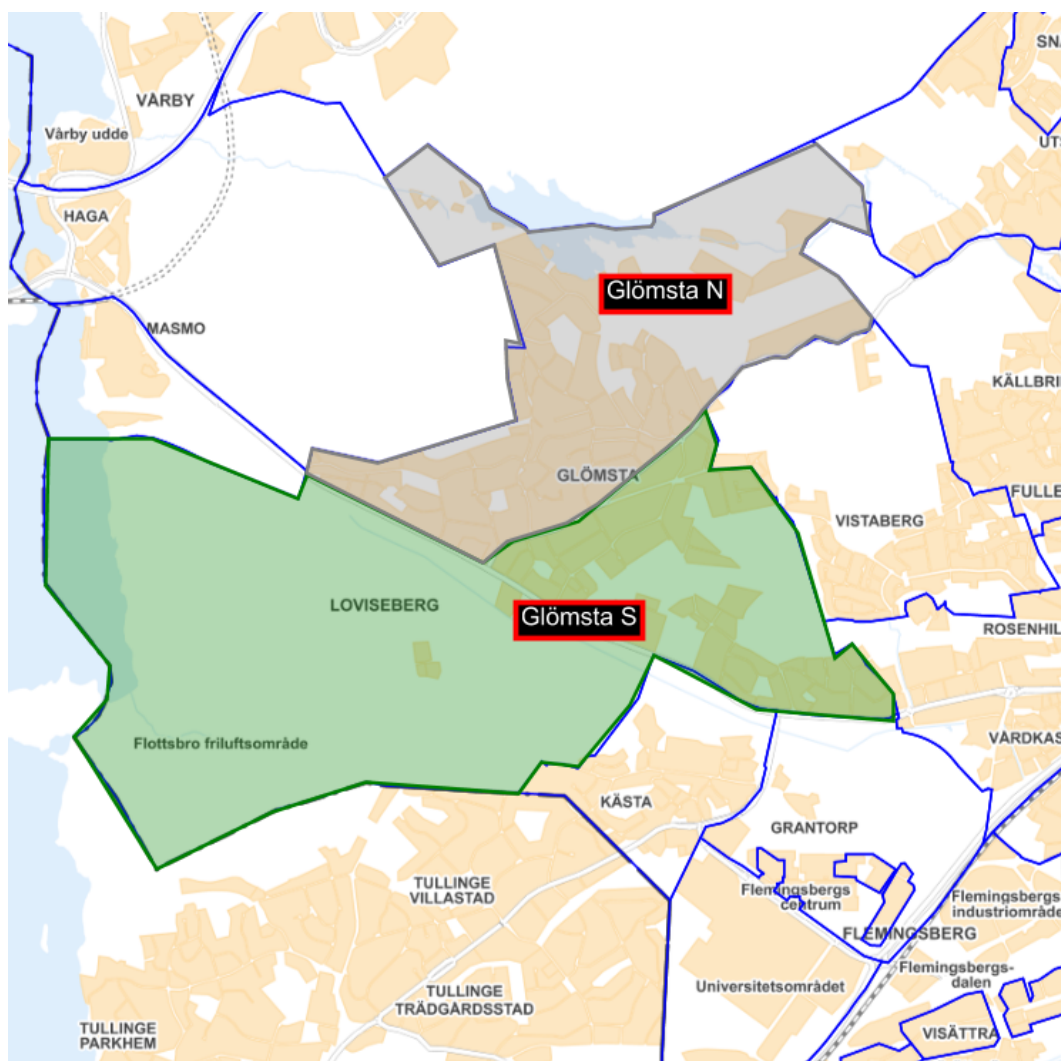 SNA
VÅRBY
Vårby udde
UTS
HAGA
Glömsta N
MASMO
KÄLLBRI
GLÖMSTA
FULLE
VISTABERG
LOVISEBERG
Glömsta S
ROSENHIL
Flottsbro friluftsområde
VÅRDKAS
KÄSTA
GRANTORP
TULLINGE
VILLASTAD
Flemingsbergs
centrum
Flemingsbergs
industriområde
FLEMINGSBERG
Flemingsbergs-
dalen
Universitetsområdet
TULLINGE
TRÄDGÅRDSSTAD
TULLINGE
PARKHEM
VISÄTTRA